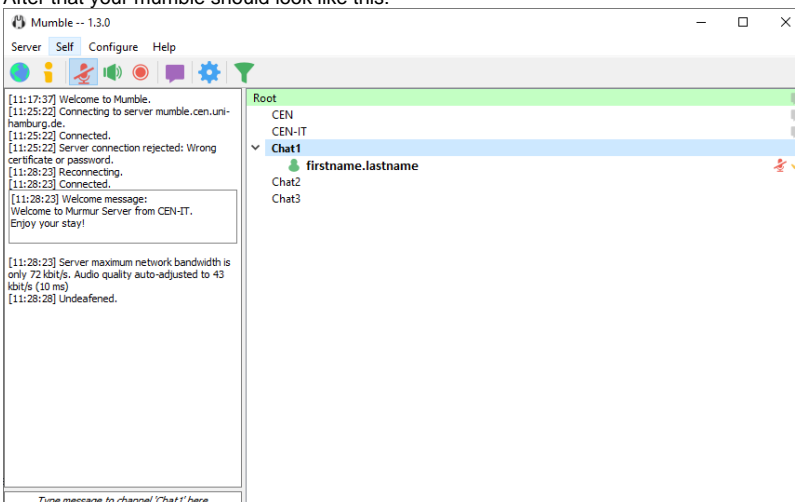 After that your mumble should look like this:
Mumble -- 1.3.0
Server Self Configure Help
[11:17:37] Welcome to Mumble.
[11:25:22] Connecting to server mumble.cen.uni-
hamburg.de.
[11:25:22] Connected.
[11:25:22] Server connection rejected: Wrong
certificate or password.
[11:28:23] Reconnecting.
[11:28:23] Connected.
[11:28:23] Welcome message:
Welcome to Murmur Server from CEN-IT.
Enjoy your stay!
[11:28:23] Server maximum network bandwidth is
only 72 kbit/s. Audio quality auto-adjusted to 43
kbit/s (10 ms)
[11:28:28] Undeafened.
Type message to channel 'Chat1' here
Root
CEN
CEN-IT
Chat1
firstname.lastname
Chat2
Chat3